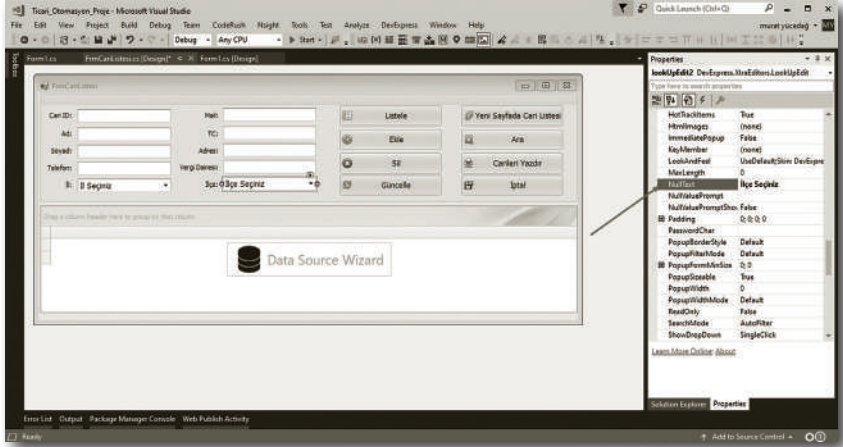 Ticari_Otomasyon_Proje - Microsoft Visual Studio
Quick Launch (Ctrl+Q)
File Edit View Project Build Debug Team CodeRush Nsight Tools Test Analyze DevExpress Window Help
murat yücedağ
Debug Any CPU Start
Toolbox
Form1.cs FrmCariListesi.cs [Design]* Form1.cs [Design]
FrmCariListesi
Cari ID: Mail: Listele Yeni Sayfada Cari Listesi
Ad: TC: Ekle Ara
Soyad: Adres: Sil Carileri Yazdır
Telefon: Vergi Dairesi: Güncelle İptal
İl: İl Seçiniz İlçe: İlçe Seçiniz
Drag a column header here to group by that column
Data Source Wizard
Properties
lookUpEdit2 DevExpress.XtraEditors.LookUpEdit
Type here to search properties
HotTrackItems True
HtmlImages (none)
ImmediatePopup False
KeyMember (none)
LookAndFeel UseDefault;Skin: DevExpre
MaxLength 0
NullText İlçe Seçiniz
NullValuePrompt
NullValuePromptShow False
Padding 0; 0; 0; 0
PasswordChar
PopupBorderStyle Default
PopupFilterMode Default
PopupFormMinSize 0; 0
PopupSizeable True
PopupWidth 0
PopupWidthMode Default
ReadOnly False
SearchMode AutoFilter
ShowDropDown SingleClick
Learn More Online About
Solution Explorer Properties
Error List Output Package Manager Console Web Publish Activity
Ready
Add to Source Control